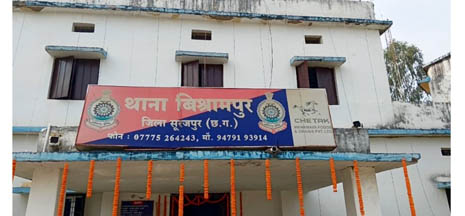 थाना बिश्रामपुर
जिला सूरजपुर (छ.ग.)
फोन : 07775 264243, मो. 94791 93914
CHETAK